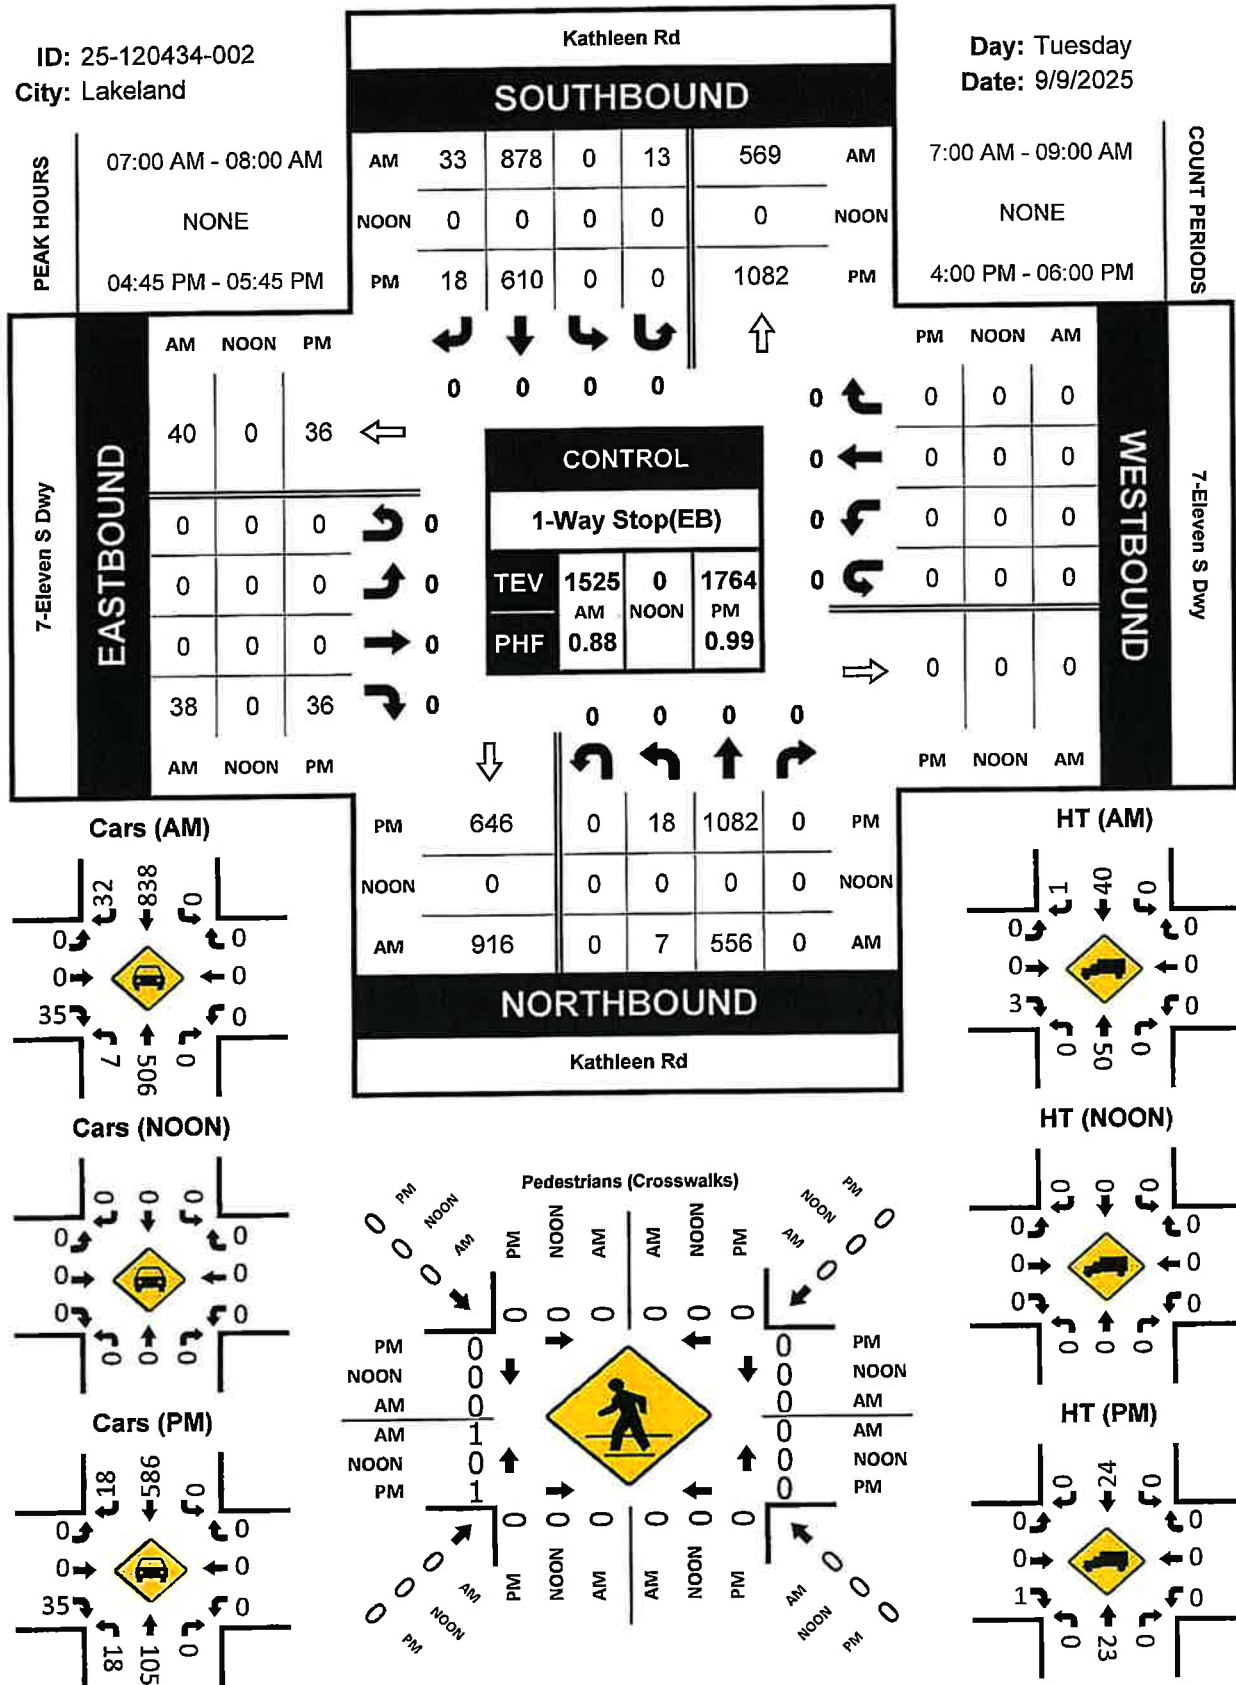 ID: 25-120434-002
City: Lakeland
Kathleen Rd
Day: Tuesday
Date: 9/9/2025
SOUTHBOUND
PEAK HOURS
07:00 AM - 08:00 AM
NONE
04:45 PM - 05:45 PM
AM 33 878 0 13 569 AM
NOON 0 0 0 0 0 NOON
PM 18 610 0 0 1082 PM
7:00 AM - 09:00 AM
NONE
4:00 PM - 06:00 PM
COUNT PERIODS
0 0 0 0
7-Eleven S Dwy
EASTBOUND
AM NOON PM
40 0 36
0 0 0 0
0 0 0 0
0 0 0 0
38 0 36 0
AM NOON PM
CONTROL
1-Way Stop(EB)
TEV 1525 0 1764
AM NOON PM
PHF 0.88 0.99
PM NOON AM
0 0 0 0
0 0 0 0
0 0 0 0
0 0 0 0
0 0 0
PM NOON AM
WESTBOUND
7-Eleven S Dwy
0 0 0 0
PM 646 0 18 1082 0 PM
NOON 0 0 0 0 0 NOON
AM 916 0 7 556 0 AM
NORTHBOUND
Kathleen Rd
Cars (AM)
32 838 0
0 0
0 0
35 0
7 506 0
HT (AM)
1 40 0
0 0
0 0
3 0
0 50 0
Cars (NOON)
0 0 0
0 0
0 0
0 0
0 0 0
HT (NOON)
0 0 0
0 0
0 0
0 0
0 0 0
Cars (PM)
18 586 0
0 0
0 0
35 0
18 105 0
HT (PM)
0 24 0
0 0
0 0
1 0
0 23 0
Pedestrians (Crosswalks)
PM NOON AM
0 0 0
PM NOON AM AM NOON PM
0 0 0 0 0 0
PM NOON AM
0 0 0
PM 0 0 PM
NOON 0 0 NOON
AM 0 0 AM
AM 1 0 AM
NOON 0 0 NOON
PM 1 0 PM
0 0 0 0 0 0
PM NOON AM AM NOON PM
0 0 0
AM NOON PM
0 0 0
AM NOON PM